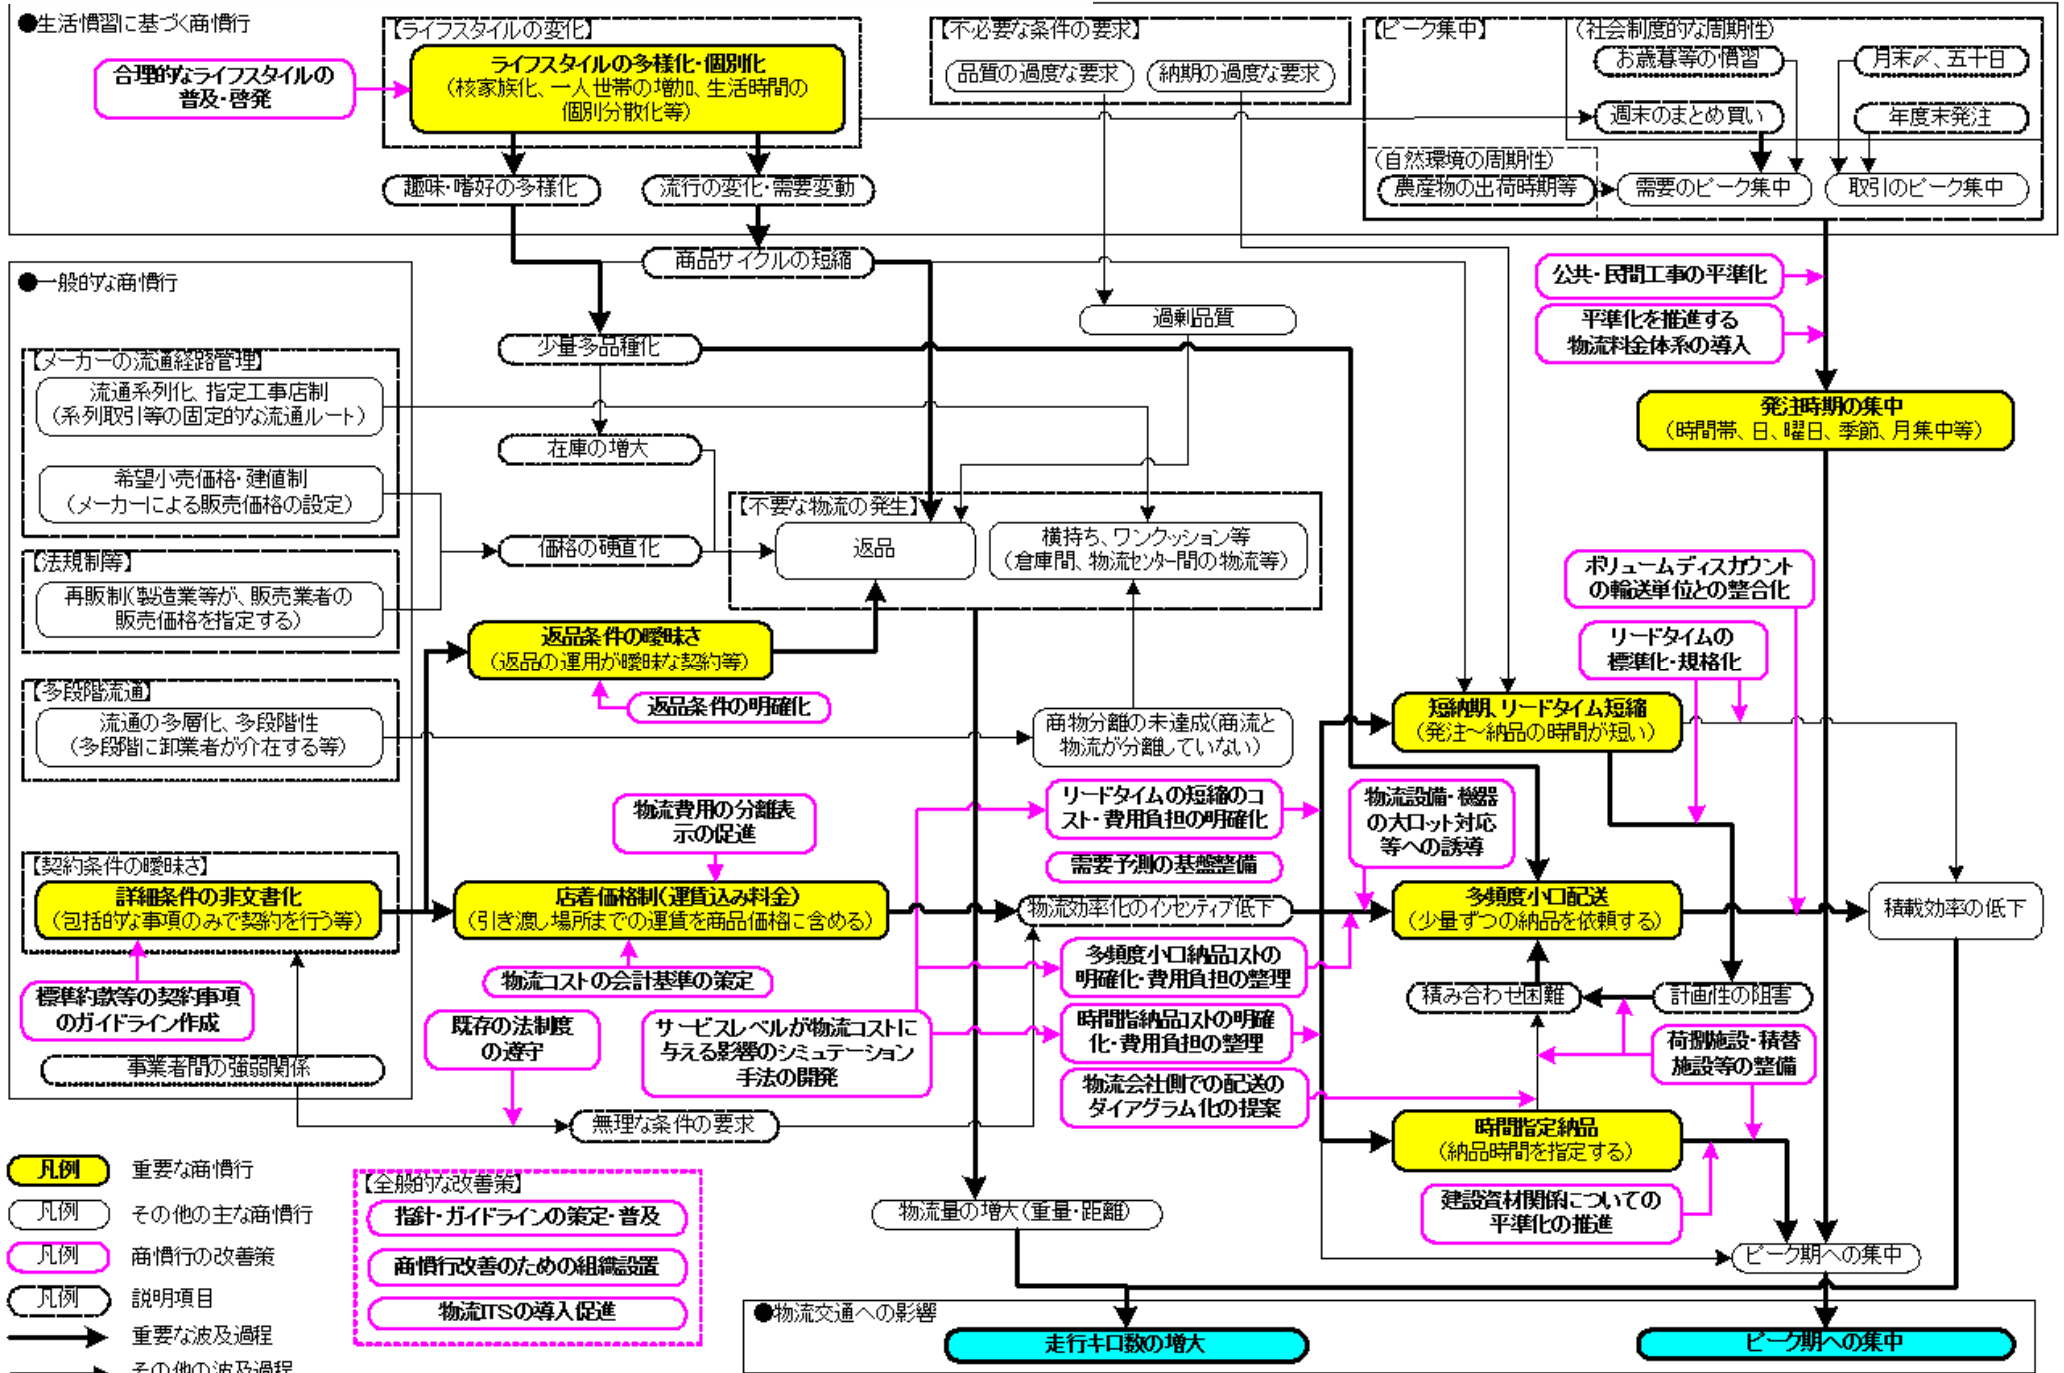 ●生活慣習に基づく商慣行
【ライフスタイルの変化】
合理的なライフスタイルの
普及・啓発
ライフスタイルの多様化・個別化
（核家族化、一人世帯の増加、生活時間の
個別分散化等）
趣味・嗜好の多様化
流行の変化・需要変動
【不必要な条件の要求】
品質の過度な要求
納期の過度な要求
【ピーク集中】
（社会制度的な周期性）
お歳暮等の慣習
月末〆、五十日
週末のまとめ買い
年度末発注
（自然環境の周期性）
農産物の出荷時期等
需要のピーク集中
取引のピーク集中
商品サイクルの短縮
過剰品質
少量多品種化
在庫の増大
価格の硬直化
公共・民間工事の平準化
平準化を推進する
物流料金体系の導入
発注時期の集中
（時間帯、日、曜日、季節、月集中等）
●一般的な商慣行
【メーカーの流通経路管理】
流通系列化、指定工事店制
（系列取引等の固定的な流通ルート）
希望小売価格・建値制
（メーカーによる販売価格の設定）
【法規制等】
再販制（製造業等が、販売業者の
販売価格を指定する）
【多段階流通】
流通の多層化、多段階性
（多段階に卸業者が介在する等）
【契約条件の曖昧さ】
詳細条件の非文書化
（包括的な事項のみで契約を行う等）
標準約款等の契約事項
のガイドライン作成
事業者間の強弱関係
【不要な物流の発生】
返品
横持ち、ワンクッション等
（倉庫間、物流センター間の物流等）
返品条件の曖昧さ
（返品の運用が曖昧な契約等）
返品条件の明確化
商物分離の未達成（商流と
物流が分離していない）
ボリュームディスカウント
の輸送単位との整合化
リードタイムの
標準化・規格化
短納期、リードタイム短縮
（発注～納品の時間が短い）
物流費用の分離表
示の促進
リードタイムの短縮のコ
スト・費用負担の明確化
需要予測の基盤整備
物流設備・機器
の大ロット対応
等への誘導
店着価格制（運賃込み料金）
（引き渡し場所までの運賃を商品価格に含める）
物流効率化のインセンティブ低下
多頻度小口配送
（少量ずつの納品を依頼する）
積載効率の低下
物流コストの会計基準の策定
多頻度小口納品コストの
明確化・費用負担の整理
積み合わせ困難
計画性の阻害
既存の法制度
の遵守
サービスレベルが物流コストに
与える影響のシミュテーション
手法の開発
時間指納品コストの明確
化・費用負担の整理
荷捌施設・積替
施設等の整備
物流会社側での配送の
ダイアグラム化の提案
無理な条件の要求
時間指定納品
（納品時間を指定する）
建設資材関係についての
平準化の推進
物流量の増大（重量・距離）
ピーク期への集中
凡例 重要な商慣行
凡例 その他の主な商慣行
凡例 商慣行の改善策
凡例 説明項目
重要な波及過程
その他の波及過程
【全般的な改善策】
指針・ガイドラインの策定・普及
商慣行改善のための組織設置
物流ITSの導入促進
●物流交通への影響
走行キロ数の増大
ピーク期への集中